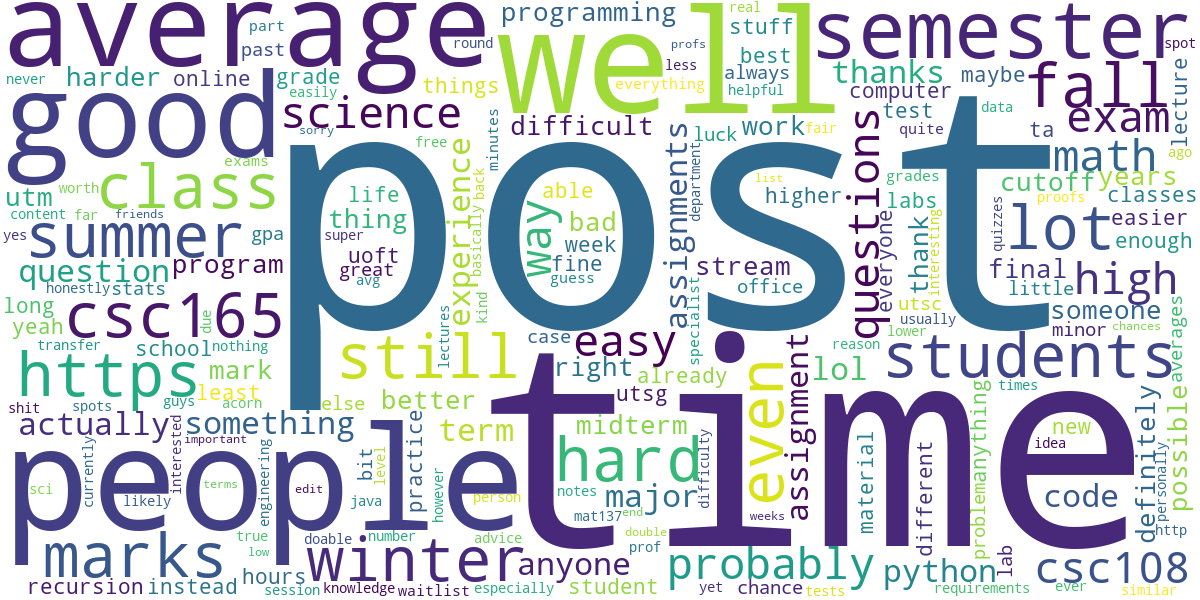 average
part
past
round
programming
profs
less
everything
real
stuff
best
always
helpful
semester
spot
never
harder
online
grade
easily
things
well
thanks
maybe
computer
fall
exam
lecture
good
science
sorry
free
minutes
difficult
luck
work
fair
test
quite
ta
data
math
ago
exams
class
worth
utm
content
far
friends
life
thing
experience
back
basically
able
way
bad
week
fine
guess
assignments
department
list
higher
questions
everyone
grades
labs
thank
interesting
cutoff
years
proofs
classes
quizzes
lot
easier
enough
yes
summer
gpa
super
uoft
great
avg
post
stream
office
final
high
little
someone
question
program
honestly
stats
long
csc165
due
kind
utsc
usually
lower
minor
chances
yeah
transfer
school
nothing
lectures
case
easy
specialist
reason
students
averages
https
mark
least
guys
acorn
still
right
already
utsg
lol
times
shit
spots
else
better
even
assignment
possible
actually
something
important
interested
currently
practice
term
midterm
hard
difficulty
new
idea
definitely
personally
problemanything
people
sci
terms
engineering
edit
likely
bit
level
java
however
person
notes
major
mat137
end
weeks
time
material
different
code
http
marks
true
low
doable
number
winter
advice
anyone
double
prof
probably
python
lab
csc108
recursion
instead
hours
session
knowledge
waitlist
especially
student
yet
chance
tests
requirements
ever
similar